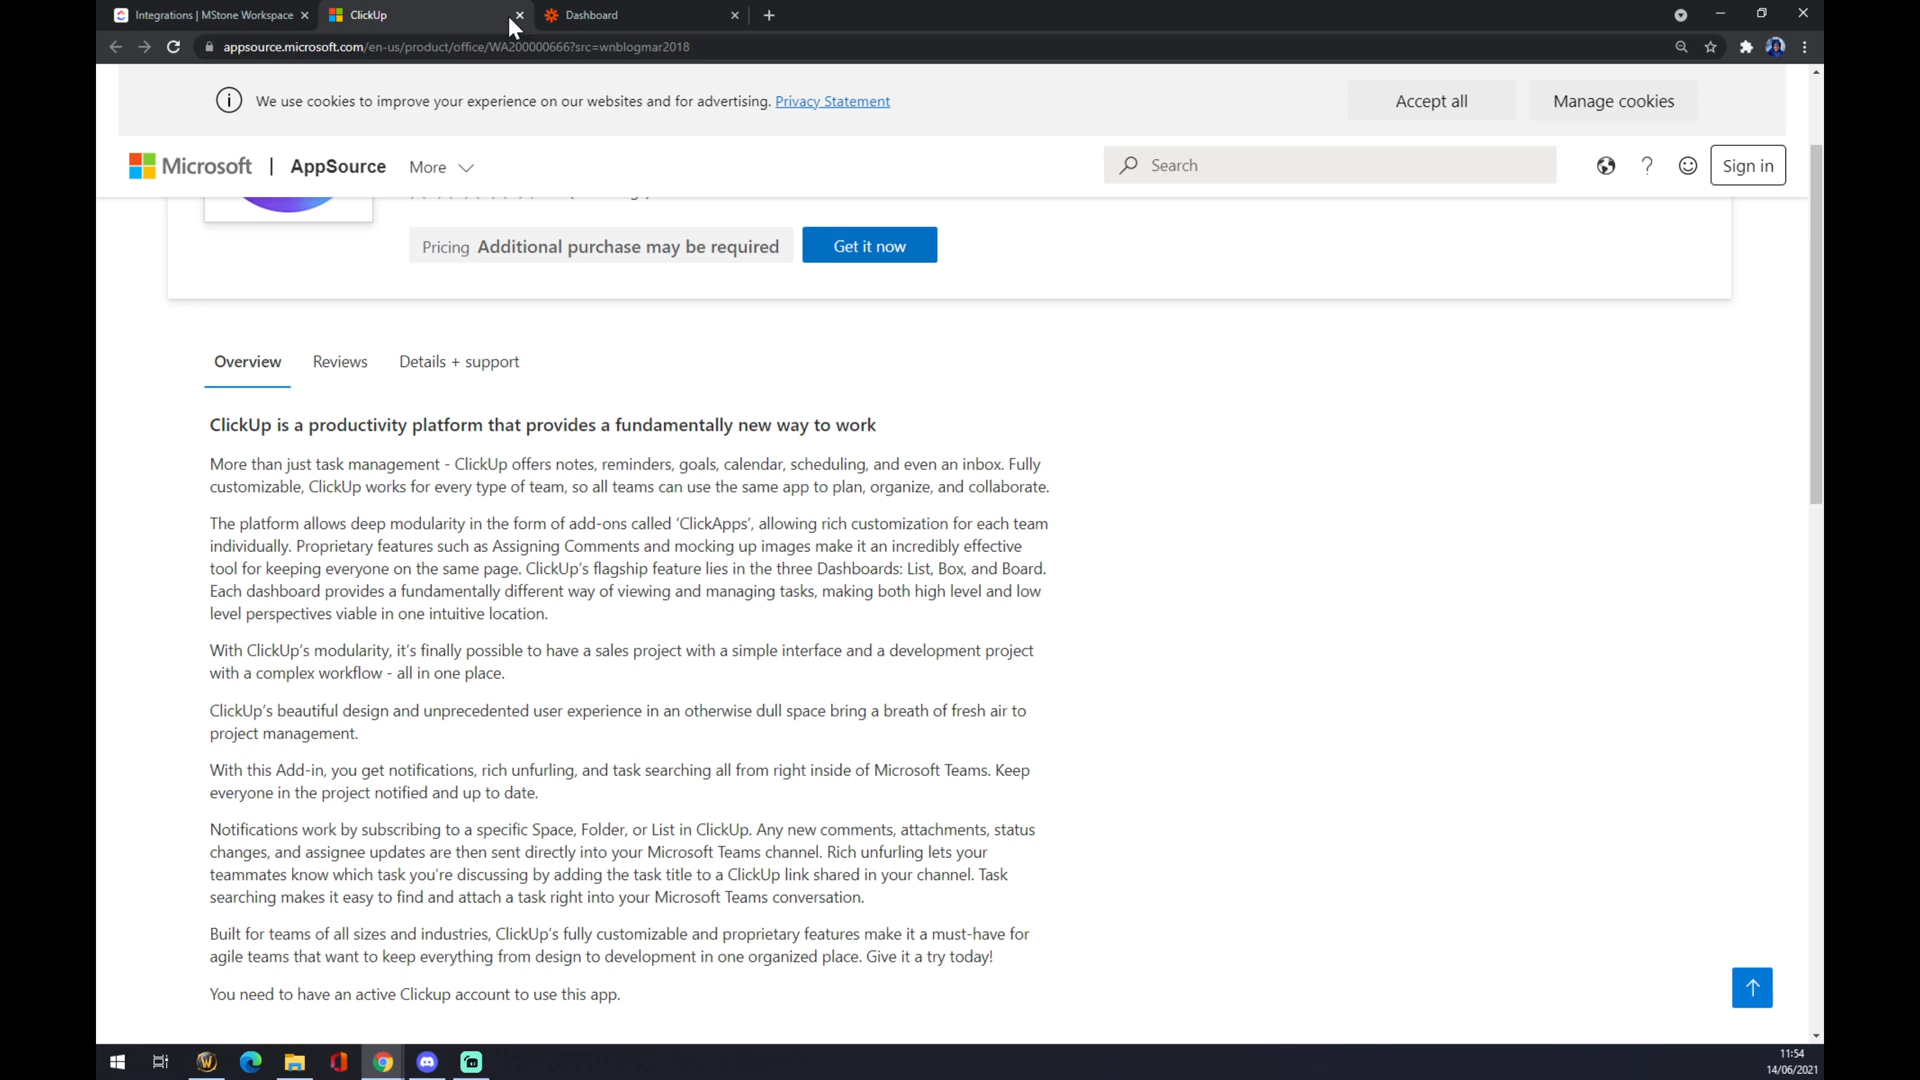 Integrations | MStone Workspace
ClickUp
Dashboard
appsource.microsoft.com/en-us/product/office/WA200000666?src=wnblogmar2018
We use cookies to improve your experience on our websites and for advertising. Privacy Statement
Accept all
Manage cookies
Microsoft | AppSource
More
Search
Sign in
Pricing Additional purchase may be required
Get it now
Overview
Reviews
Details + support
ClickUp is a productivity platform that provides a fundamentally new way to work
More than just task management - ClickUp offers notes, reminders, goals, calendar, scheduling, and even an inbox. Fully
customizable, ClickUp works for every type of team, so all teams can use the same app to plan, organize, and collaborate.
The platform allows deep modularity in the form of add-ons called 'ClickApps', allowing rich customization for each team
individually. Proprietary features such as Assigning Comments and mocking up images make it an incredibly effective
tool for keeping everyone on the same page. ClickUp's flagship feature lies in the three Dashboards: List, Box, and Board.
Each dashboard provides a fundamentally different way of viewing and managing tasks, making both high level and low
level perspectives viable in one intuitive location.
With ClickUp's modularity, it's finally possible to have a sales project with a simple interface and a development project
with a complex workflow - all in one place.
ClickUp's beautiful design and unprecedented user experience in an otherwise dull space bring a breath of fresh air to
project management.
With this Add-in, you get notifications, rich unfurling, and task searching all from right inside of Microsoft Teams. Keep
everyone in the project notified and up to date.
Notifications work by subscribing to a specific Space, Folder, or List in ClickUp. Any new comments, attachments, status
changes, and assignee updates are then sent directly into your Microsoft Teams channel. Rich unfurling lets your
teammates know which task you're discussing by adding the task title to a ClickUp link shared in your channel. Task
searching makes it easy to find and attach a task right into your Microsoft Teams conversation.
Built for teams of all sizes and industries, ClickUp's fully customizable and proprietary features make it a must-have for
agile teams that want to keep everything from design to development in one organized place. Give it a try today!
You need to have an active Clickup account to use this app.
11:54
14/06/2021